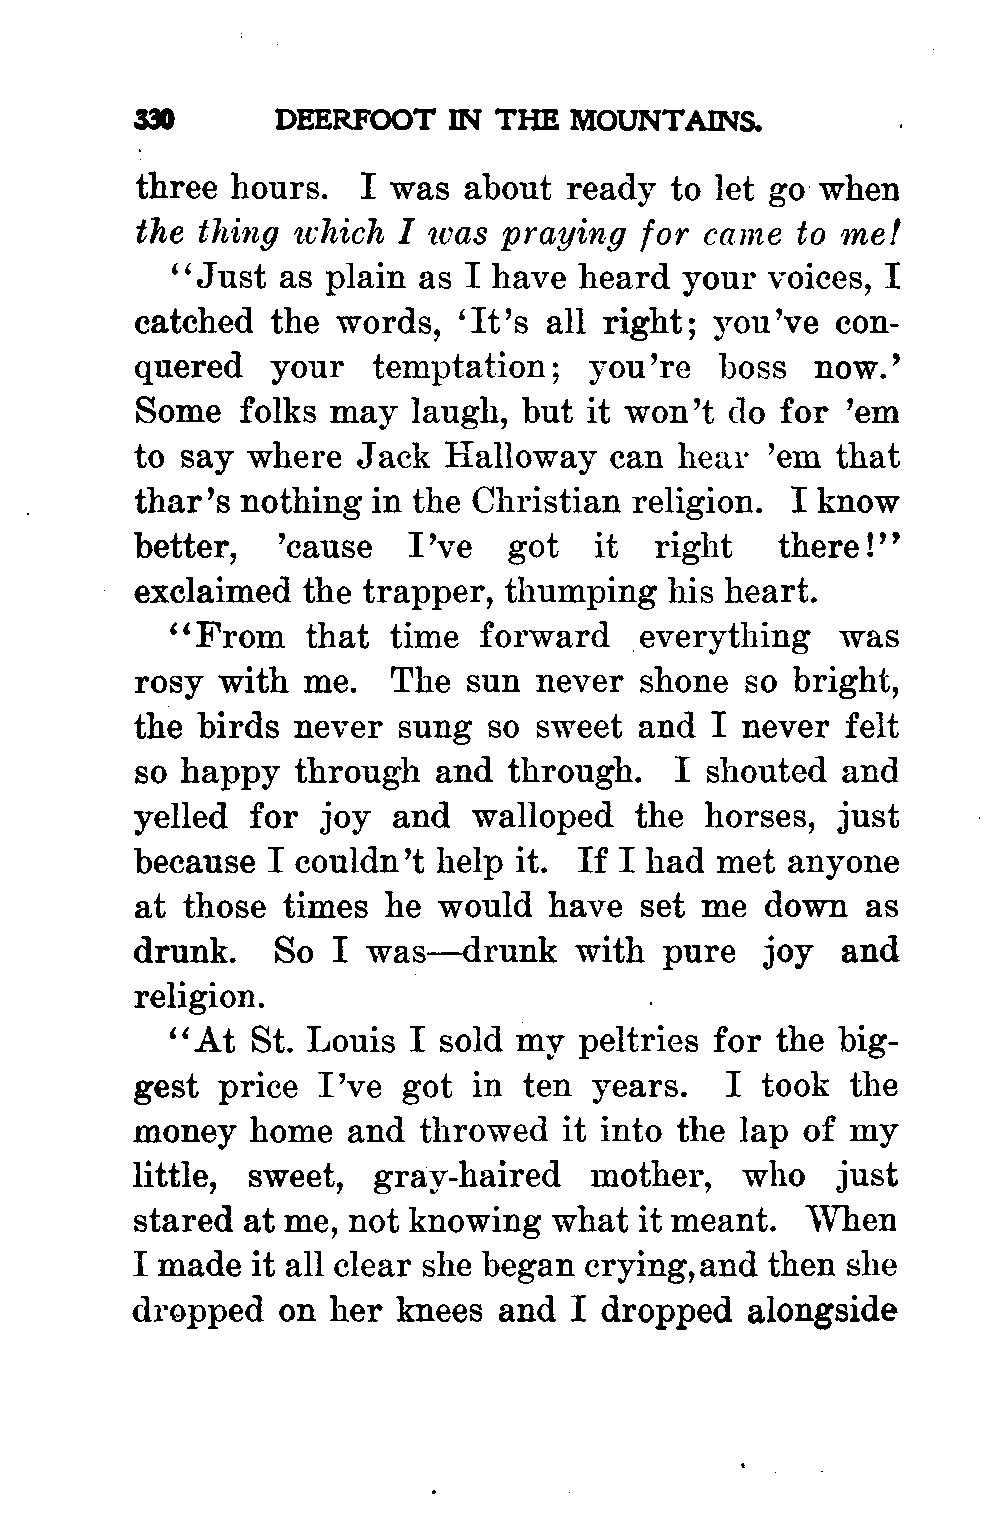 330 DEERFOOT IN THE MOUNTAINS.
three hours. I was about ready to let go when
the thing which I was praying for came to me!
“Just as plain as I have heard your voices, I
catched the words, ‘It’s all right; you’ve con-
quered your temptation; you’re boss now.’
Some folks may laugh, but it won’t do for ’em
to say where Jack Halloway can hear ’em that
thar’s nothing in the Christian religion. I know
better, ’cause I’ve got it right there!”
exclaimed the trapper, thumping his heart.
“From that time forward everything was
rosy with me. The sun never shone so bright,
the birds never sung so sweet and I never felt
so happy through and through. I shouted and
yelled for joy and walloped the horses, just
because I couldn’t help it. If I had met anyone
at those times he would have set me down as
drunk. So I was—drunk with pure joy and
religion.
“At St. Louis I sold my peltries for the big-
gest price I’ve got in ten years. I took the
money home and throwed it into the lap of my
little, sweet, gray-haired mother, who just
stared at me, not knowing what it meant. When
I made it all clear she began crying,and then she
dropped on her knees and I dropped alongside